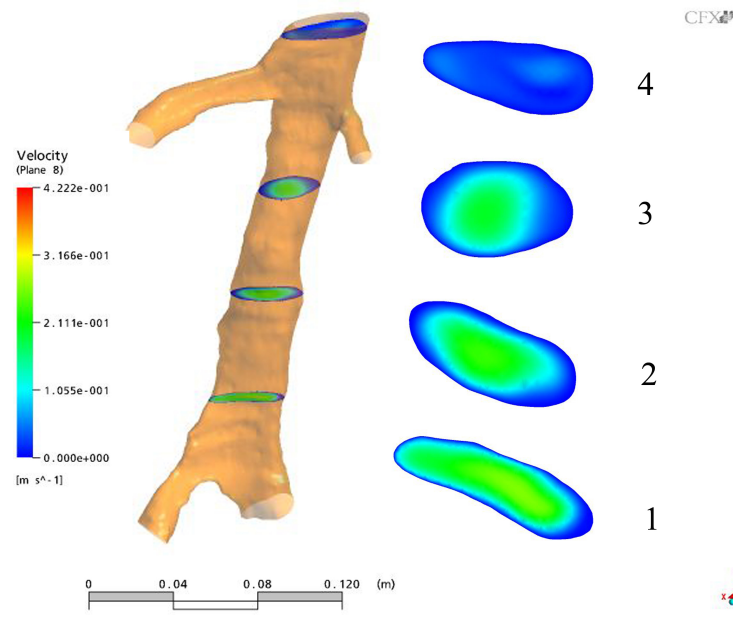 CFX
4
Velocity
(Plane 8)
4.222e-001
3
3.166e-001
2.111e-001
2
1.055e-001
0.000e+000
[m s^-1]
1
0 0.04 0.08 0.120 (m)
X